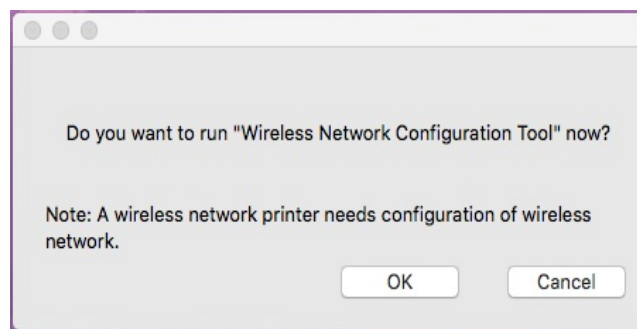 Do you want to run "Wireless Network Configuration Tool" now?
Note: A wireless network printer needs configuration of wireless
network.
OK Cancel